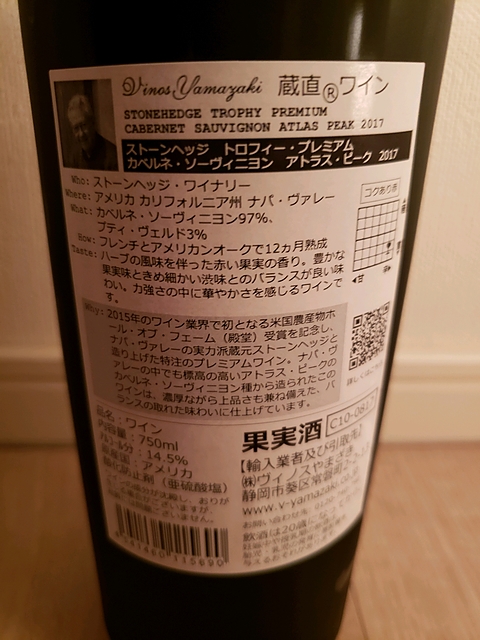 Vinos Yamazaki 蔵直®ワイン
STONEHEDGE TROPHY PREMIUM
CABERNET SAUVIGNON ATLAS PEAK 2017
ストーンヘッジ トロフィー・プレミアム
カベルネ・ソーヴィニヨン アトラス・ピーク 2017
Who: ストーンヘッジ・ワイナリー
Where: アメリカ カリフォルニア州 ナパ・ヴァレー
What: カベルネ・ソーヴィニヨン97%、
プティ・ヴェルド3%
How: フレンチとアメリカンオークで12ヵ月熟成
Taste: ハーブの風味を伴った赤い果実の香り。豊かな
果実味ときめ細かい渋味とのバランスが良い味
わい。力強さの中に華やかさを感じるワインで
す。
コクあり赤
Why: 2015年のワイン業界で初となる米国農産物ホ
ール・オブ・フェーム（殿堂）受賞を記念し、
ナパ・ヴァレーの実力派蔵元ストーンヘッジと
造り上げた特注のプレミアムワイン。ナパ・ヴ
ァレーの中でも標高の高いアトラス・ピークの
カベルネ・ソーヴィニヨン種から造られたこの
ワインは、濃厚ながら上品さも兼ね備えた、バ
ランスの取れた味わいに仕上げています。
品名：ワイン
内容量：750ml
アルコール分：14.5%
原産国：アメリカ
酸化防止剤（亜硫酸塩）
果実酒
C10-0817
【輸入業者及び引取先】
(株)ヴィノスやまざき
静岡市葵区常磐町2-2-
www.v-yamazaki.co
飲酒は20歳になってから